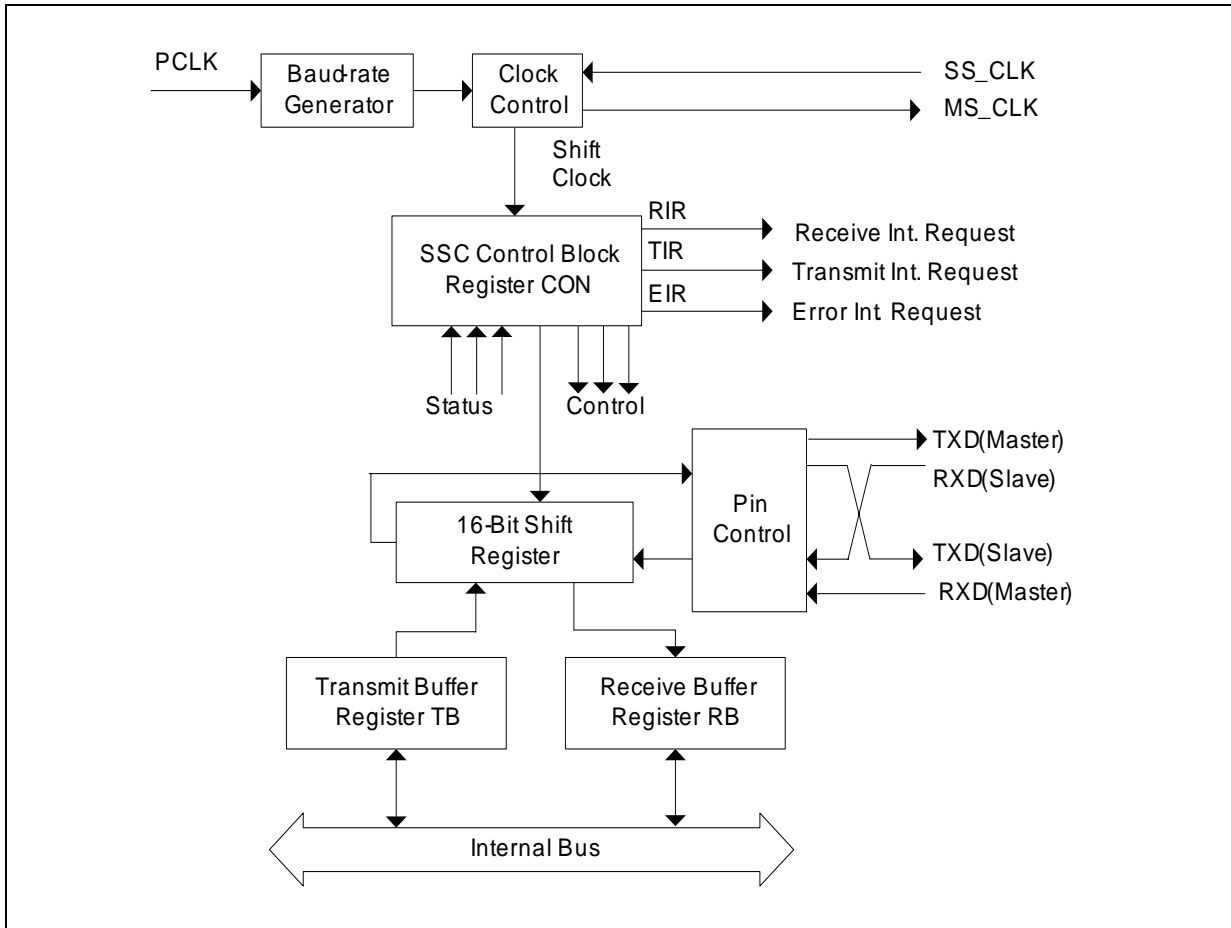 PCLK
Baud-rate
Generator
Clock
Control
SS_CLK
MS_CLK
Shift
Clock
SSC Control Block
Register CON
RIR
TIR
EIR
Receive Int. Request
Transmit Int. Request
Error Int. Request
Status
Control
16-Bit Shift
Register
Pin
Control
TXD(Master)
RXD(Slave)
TXD(Slave)
RXD(Master)
Transmit Buffer
Register TB
Receive Buffer
Register RB
Internal Bus